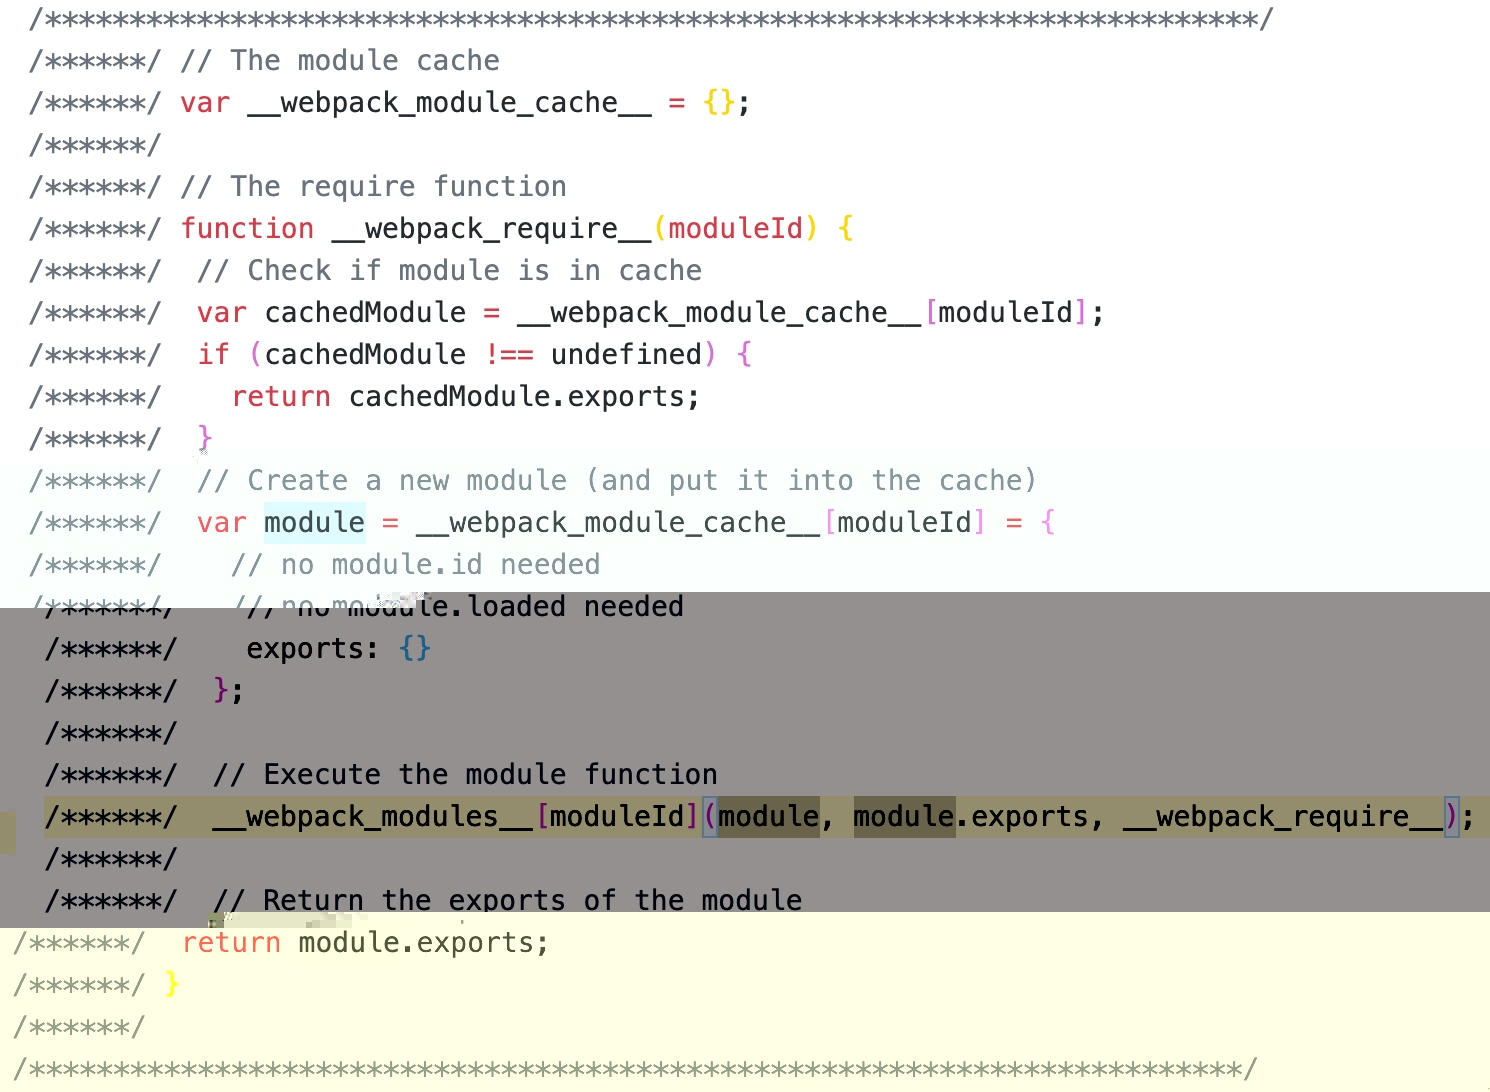 /************************************************************************/
/******/ // The module cache
/******/ var __webpack_module_cache__ = {};
/******/
/******/ // The require function
/******/ function __webpack_require__(moduleId) {
/******/  // Check if module is in cache
/******/  var cachedModule = __webpack_module_cache__[moduleId];
/******/  if (cachedModule !== undefined) {
/******/    return cachedModule.exports;
/******/  }
/******/  // Create a new module (and put it into the cache)
/******/  var module = __webpack_module_cache__[moduleId] = {
/******/    // no module.id needed
/******/    // no module.loaded needed
/******/    exports: {}
/******/  };
/******/
/******/  // Execute the module function
/******/  __webpack_modules__[moduleId](module, module.exports, __webpack_require__);
/******/
/******/  // Return the exports of the module
/******/  return module.exports;
/******/ }
/******/
/************************************************************************/